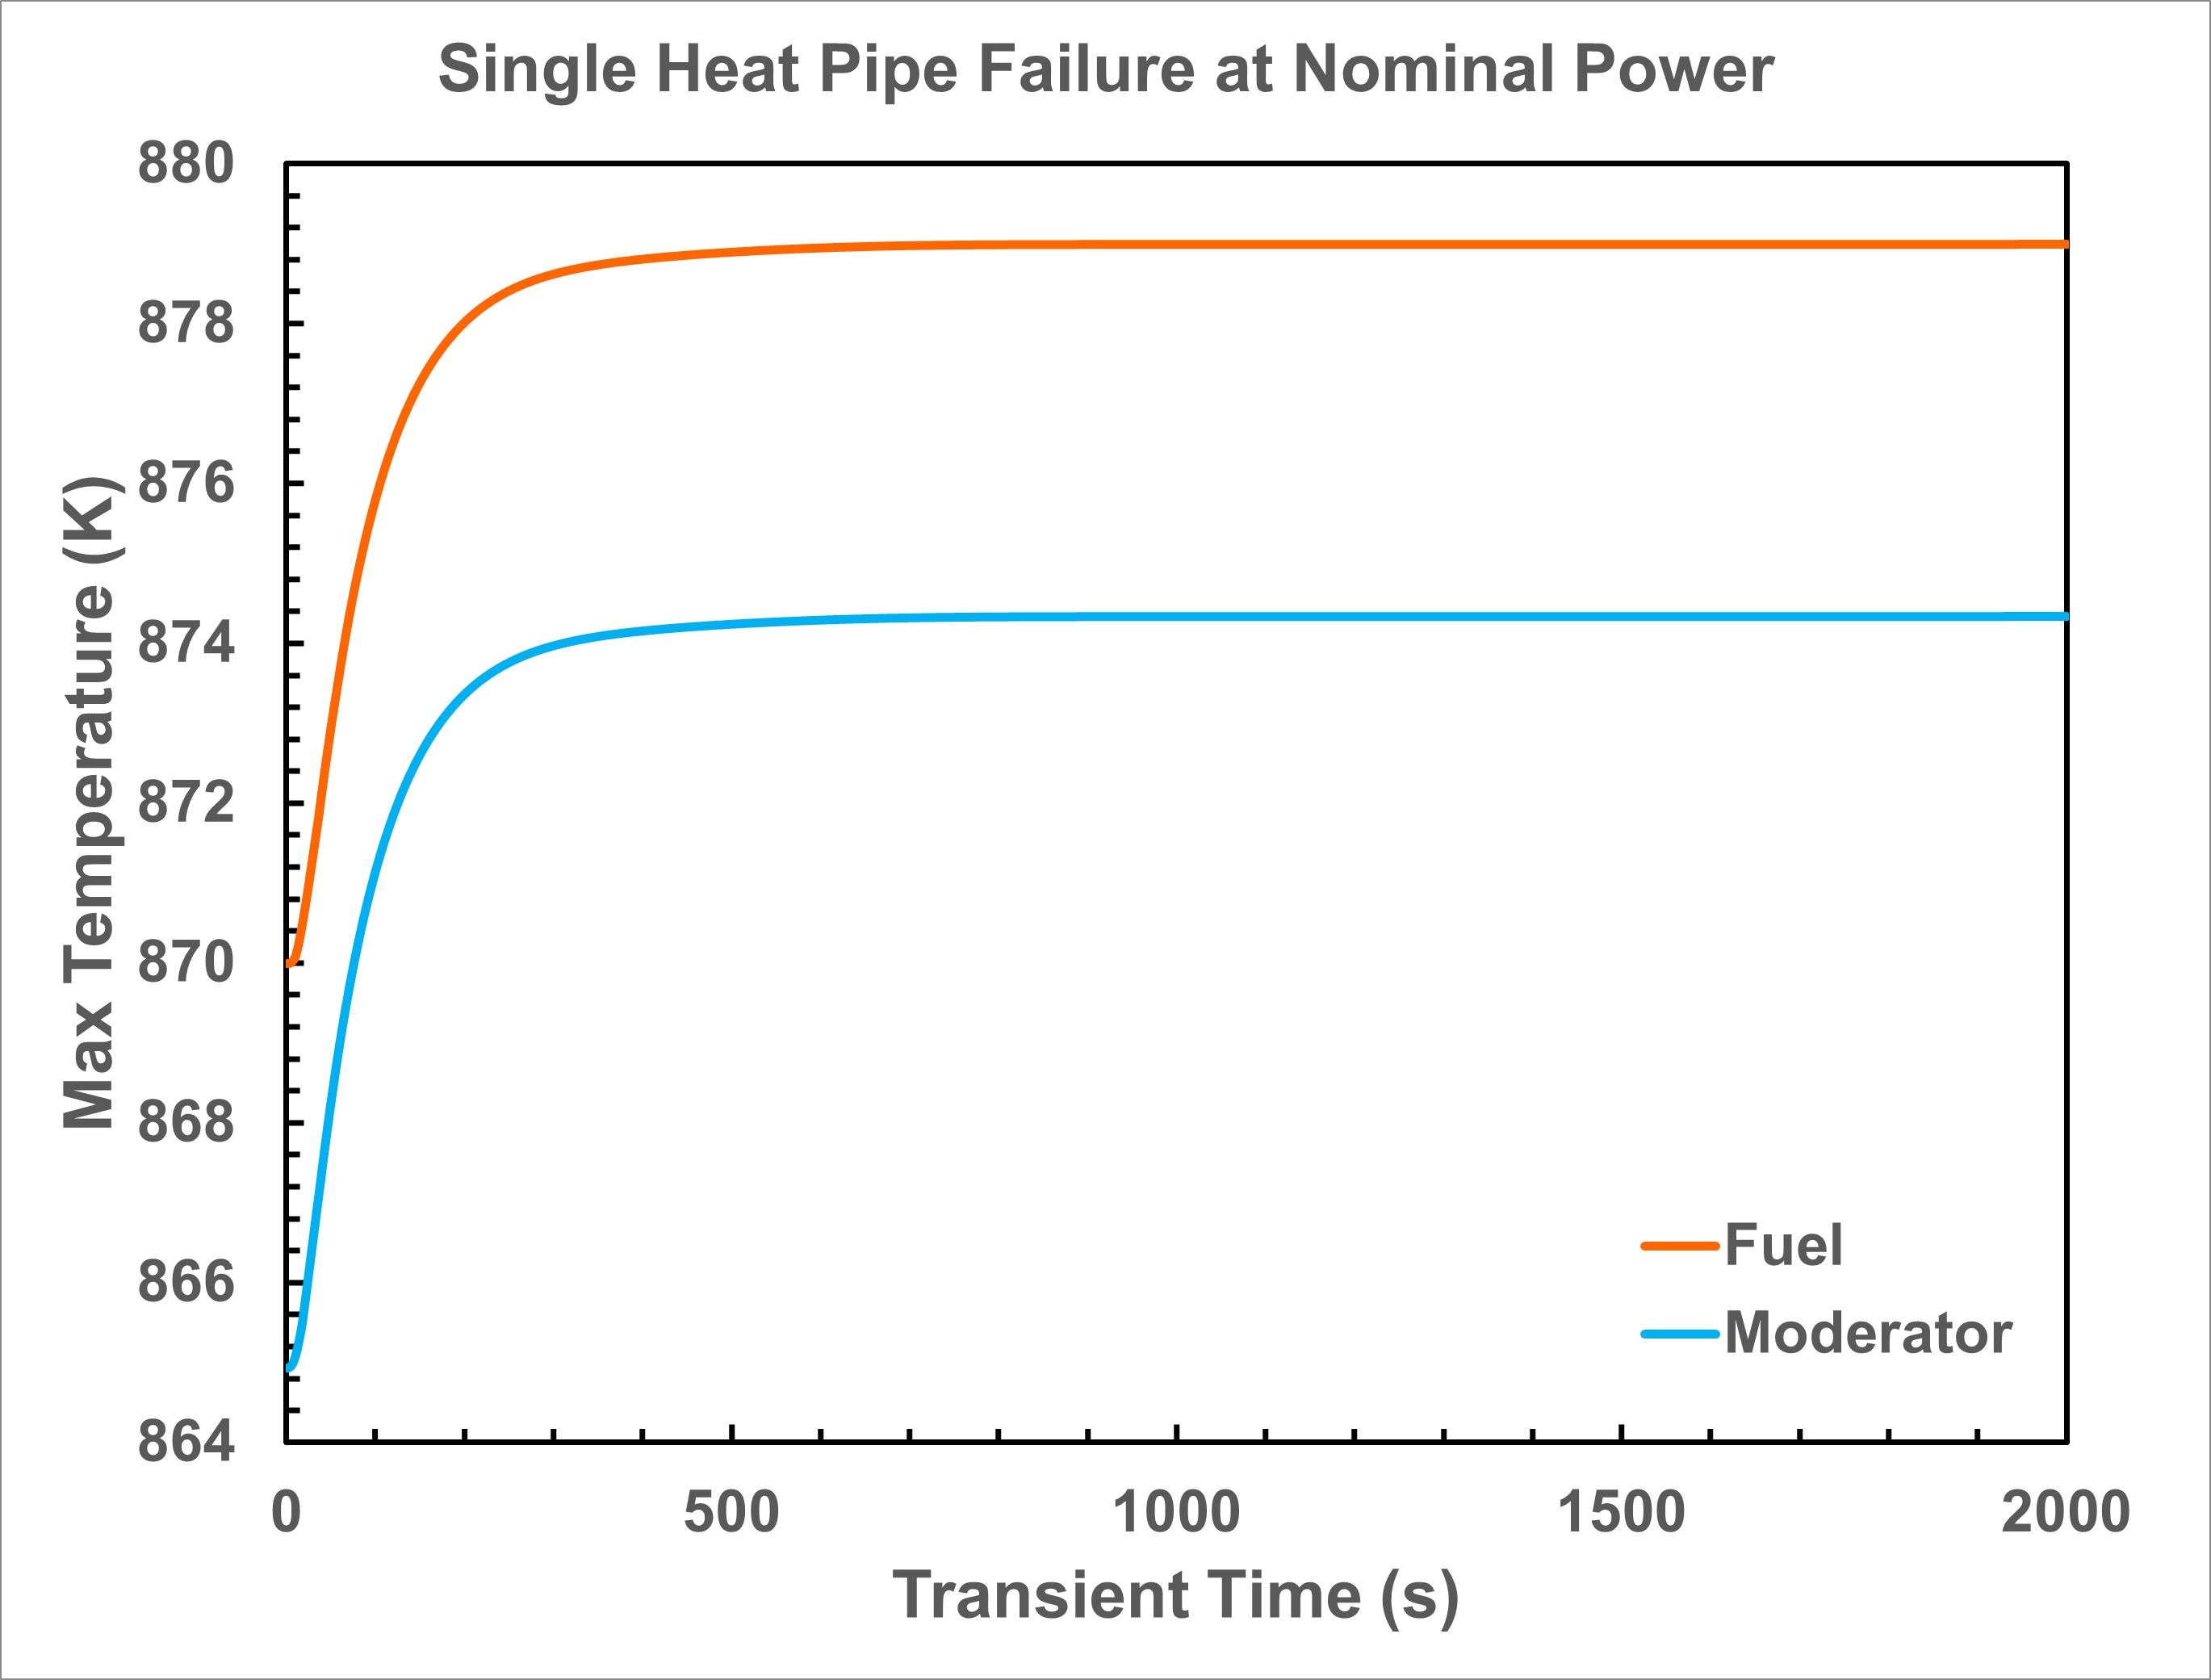 Single Heat Pipe Failure at Nominal Power
880
878
876
874
872
870
868
866
864
Max Temperature (K)
Fuel
Moderator
0 500 1000 1500 2000
Transient Time (s)